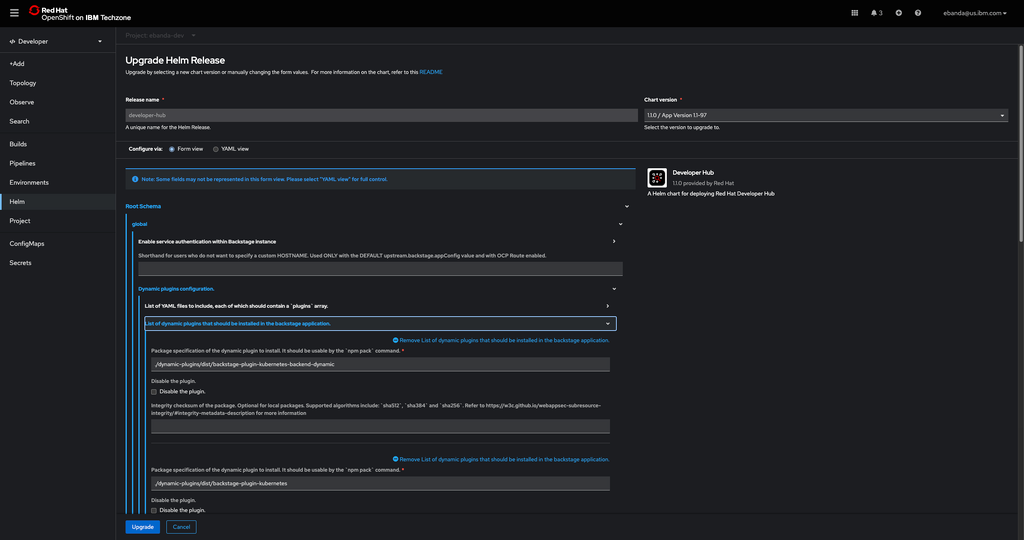 Red Hat
OpenShift on IBM Techzone
3
ebanda@us.ibm.com
Developer
+Add
Topology
Observe
Search
Builds
Pipelines
Environments
Helm
Project
ConfigMaps
Secrets
Project: ebanda-dev
Upgrade Helm Release
Upgrade by selecting a new chart version or manually changing the form values. For more information on the chart, refer to this README
Release name *
developer-hub
A unique name for the Helm Release.
Chart version *
1.1.0 / App Version 1.1-97
Select the version to upgrade to.
Configure via:
Form view
YAML view
Note: Some fields may not be represented in this form view. Please select "YAML view" for full control.
Developer Hub
1.1.0 provided by Red Hat
A Helm chart for deploying Red Hat Developer Hub
Root Schema
global
Enable service authentication within Backstage instance
Shorthand for users who do not want to specify a custom HOSTNAME. Used ONLY with the DEFAULT upstream.backstage.appConfig value and with OCP Route enabled.
Dynamic plugins configuration.
List of YAML files to include, each of which should contain a `plugins` array.
List of dynamic plugins that should be installed in the backstage application.
Remove List of dynamic plugins that should be installed in the backstage application.
Package specification of the dynamic plugin to install. It should be usable by the `npm pack` command. *
./dynamic-plugins/dist/backstage-plugin-kubernetes-backend-dynamic
Disable the plugin.
Disable the plugin.
Integrity checksum of the package. Optional for local packages. Supported algorithms include: `sha512`, `sha384` and `sha256`. Refer to https://w3c.github.io/webappsec-subresource-
integrity/#integrity-metadata-description for more information
Remove List of dynamic plugins that should be installed in the backstage application.
Package specification of the dynamic plugin to install. It should be usable by the `npm pack` command. *
./dynamic-plugins/dist/backstage-plugin-kubernetes
Disable the plugin.
Disable the plugin.
Upgrade
Cancel